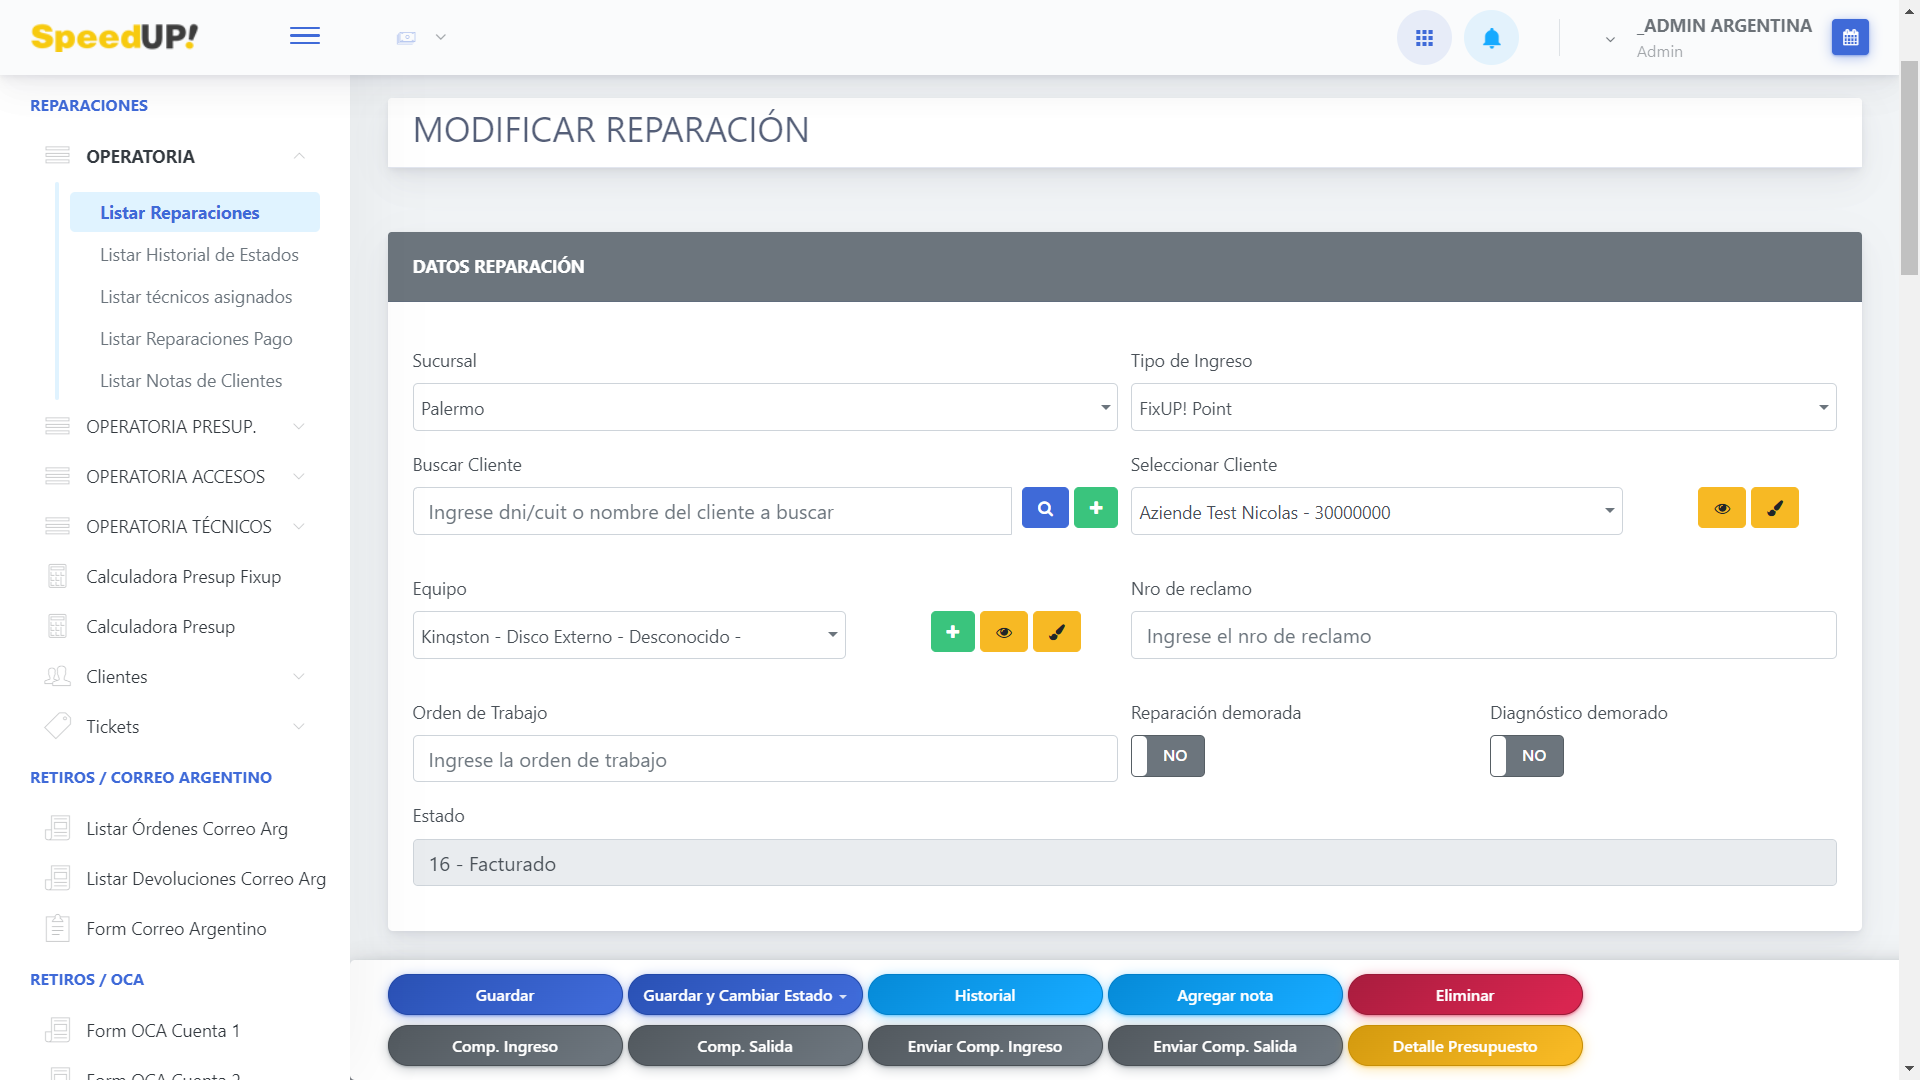 SpeedUP!
_ADMIN ARGENTINA
Admin
REPARACIONES
OPERATORIA
Listar Reparaciones
Listar Historial de Estados
Listar técnicos asignados
Listar Reparaciones Pago
Listar Notas de Clientes
OPERATORIA PRESUP.
OPERATORIA ACCESOS
OPERATORIA TÉCNICOS
Calculadora Presup Fixup
Calculadora Presup
Clientes
Tickets
RETIROS / CORREO ARGENTINO
Listar Órdenes Correo Arg
Listar Devoluciones Correo Arg
Form Correo Argentino
RETIROS / OCA
Form OCA Cuenta 1
Form OCA Cuenta 2
MODIFICAR REPARACIÓN
DATOS REPARACIÓN
Sucursal
Palermo
Tipo de Ingreso
FixUP! Point
Buscar Cliente
Ingrese dni/cuit o nombre del cliente a buscar
Seleccionar Cliente
Aziende Test Nicolas - 30000000
Equipo
Kingston - Disco Externo - Desconocido -
Nro de reclamo
Ingrese el nro de reclamo
Orden de Trabajo
Ingrese la orden de trabajo
Reparación demorada
NO
Diagnóstico demorado
NO
Estado
16 - Facturado
Guardar
Guardar y Cambiar Estado
Historial
Agregar nota
Eliminar
Comp. Ingreso
Comp. Salida
Enviar Comp. Ingreso
Enviar Comp. Salida
Detalle Presupuesto